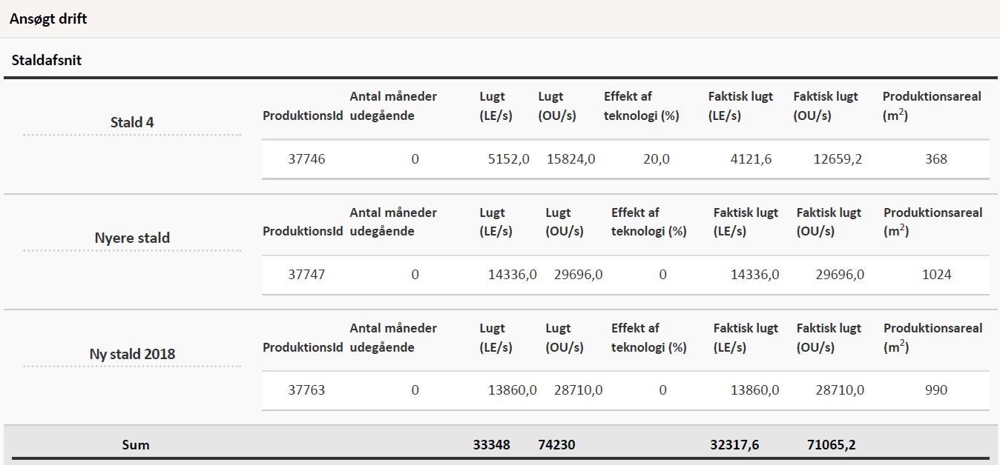 Ansøgt drift
Staldafsnit
Stald 4
ProduktionsId Antal måneder udegående Lugt (LE/s) Lugt (OU/s) Effekt af teknologi (%) Faktisk lugt (LE/s) Faktisk lugt (OU/s) Produktionsareal (m²)
37746 0 5152,0 15824,0 20,0 4121,6 12659,2 368
Nyere stald
ProduktionsId Antal måneder udegående Lugt (LE/s) Lugt (OU/s) Effekt af teknologi (%) Faktisk lugt (LE/s) Faktisk lugt (OU/s) Produktionsareal (m²)
37747 0 14336,0 29696,0 0 14336,0 29696,0 1024
Ny stald 2018
ProduktionsId Antal måneder udegående Lugt (LE/s) Lugt (OU/s) Effekt af teknologi (%) Faktisk lugt (LE/s) Faktisk lugt (OU/s) Produktionsareal (m²)
37763 0 13860,0 28710,0 0 13860,0 28710,0 990
Sum 33348 74230 32317,6 71065,2